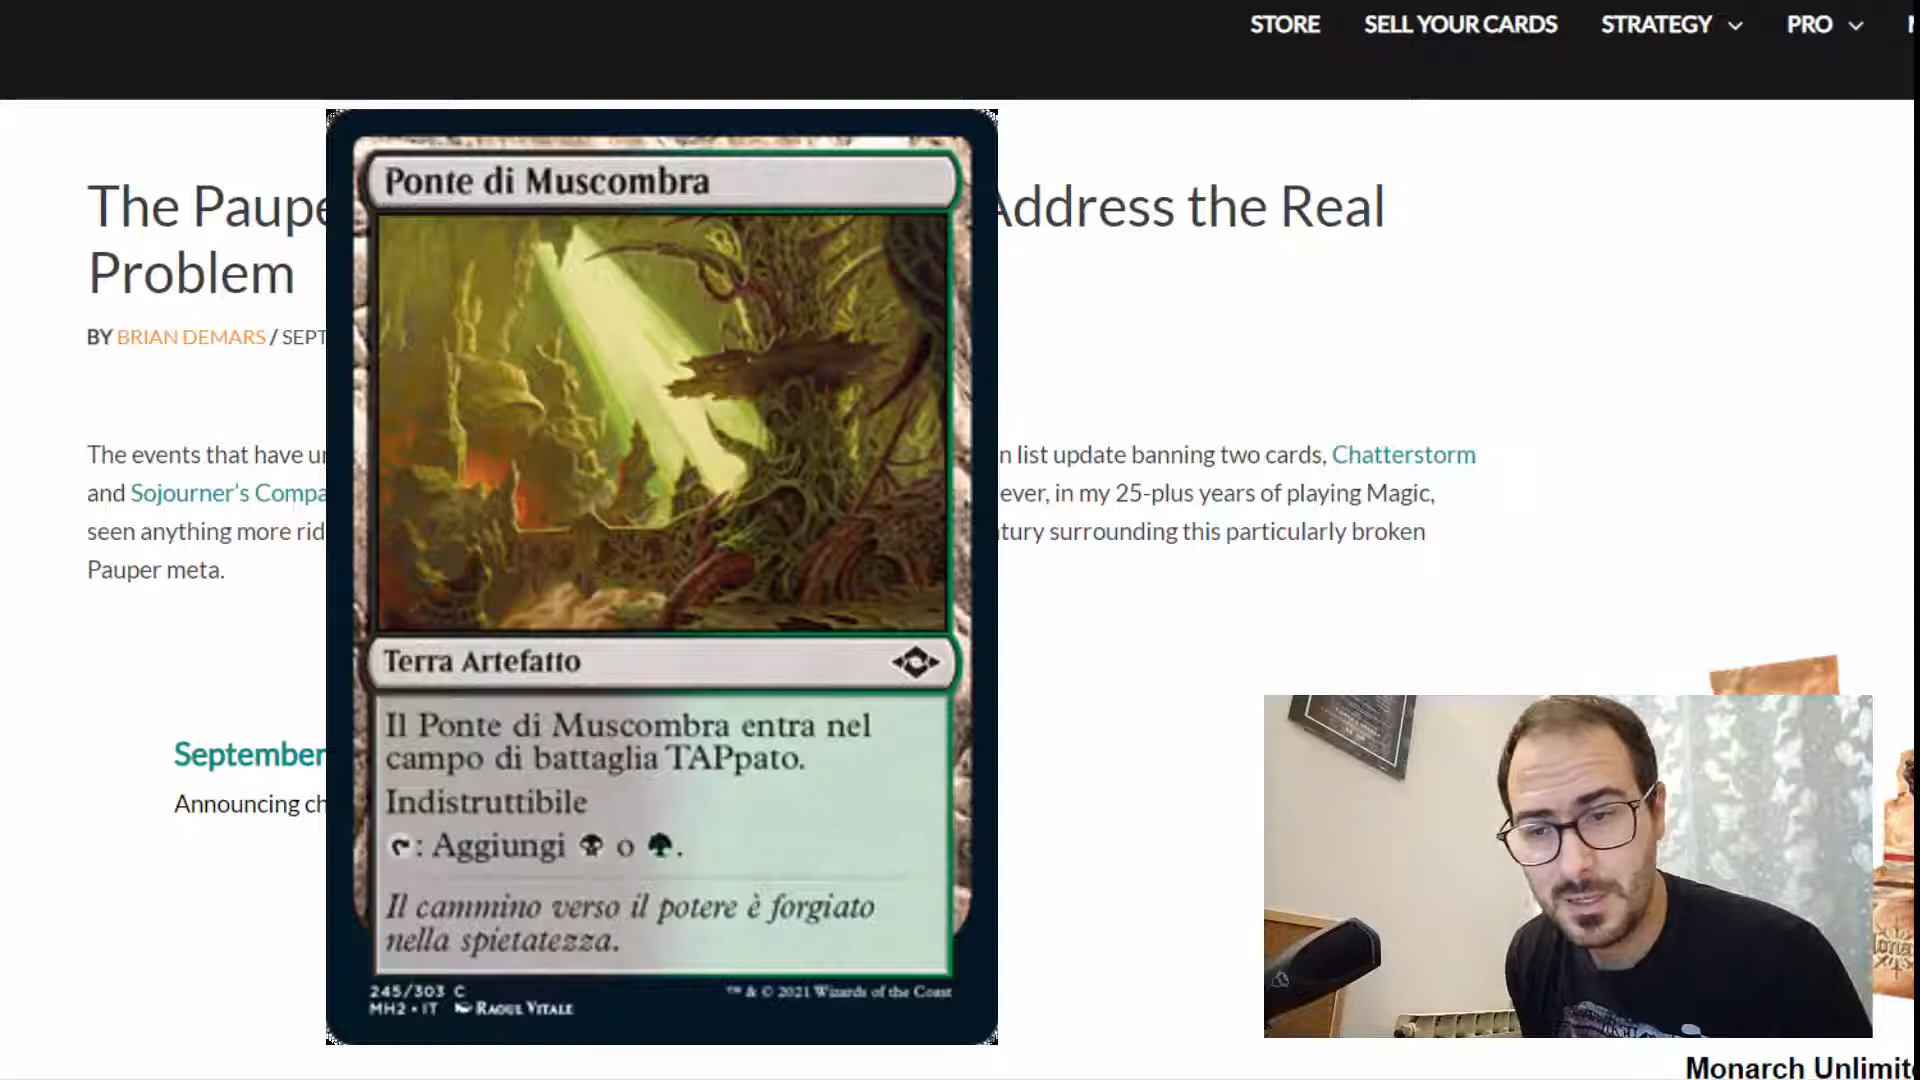 STORE SELL YOUR CARDS STRATEGY PRO
The Paupe
Address the Real
Problem
BY BRIAN DEMARS / SEPT
The events that have u
n list update banning two cards, Chatterstorm
and Sojourner's Compa
ever, in my 25-plus years of playing Magic,
seen anything more rid
tury surrounding this particularly broken
Pauper meta.
September
Announcing ch
Ponte di Muscombra
Terra Artefatto
Il Ponte di Muscombra entra nel
campo di battaglia TAPpato.
Indistruttibile
: Aggiungi o .
Il cammino verso il potere è forgiato
nella spietatezza.
245/303 C
MH2 • IT RAOUL VITALE
™ & © 2021 Wizards of the Coast
Monarch Unlimit